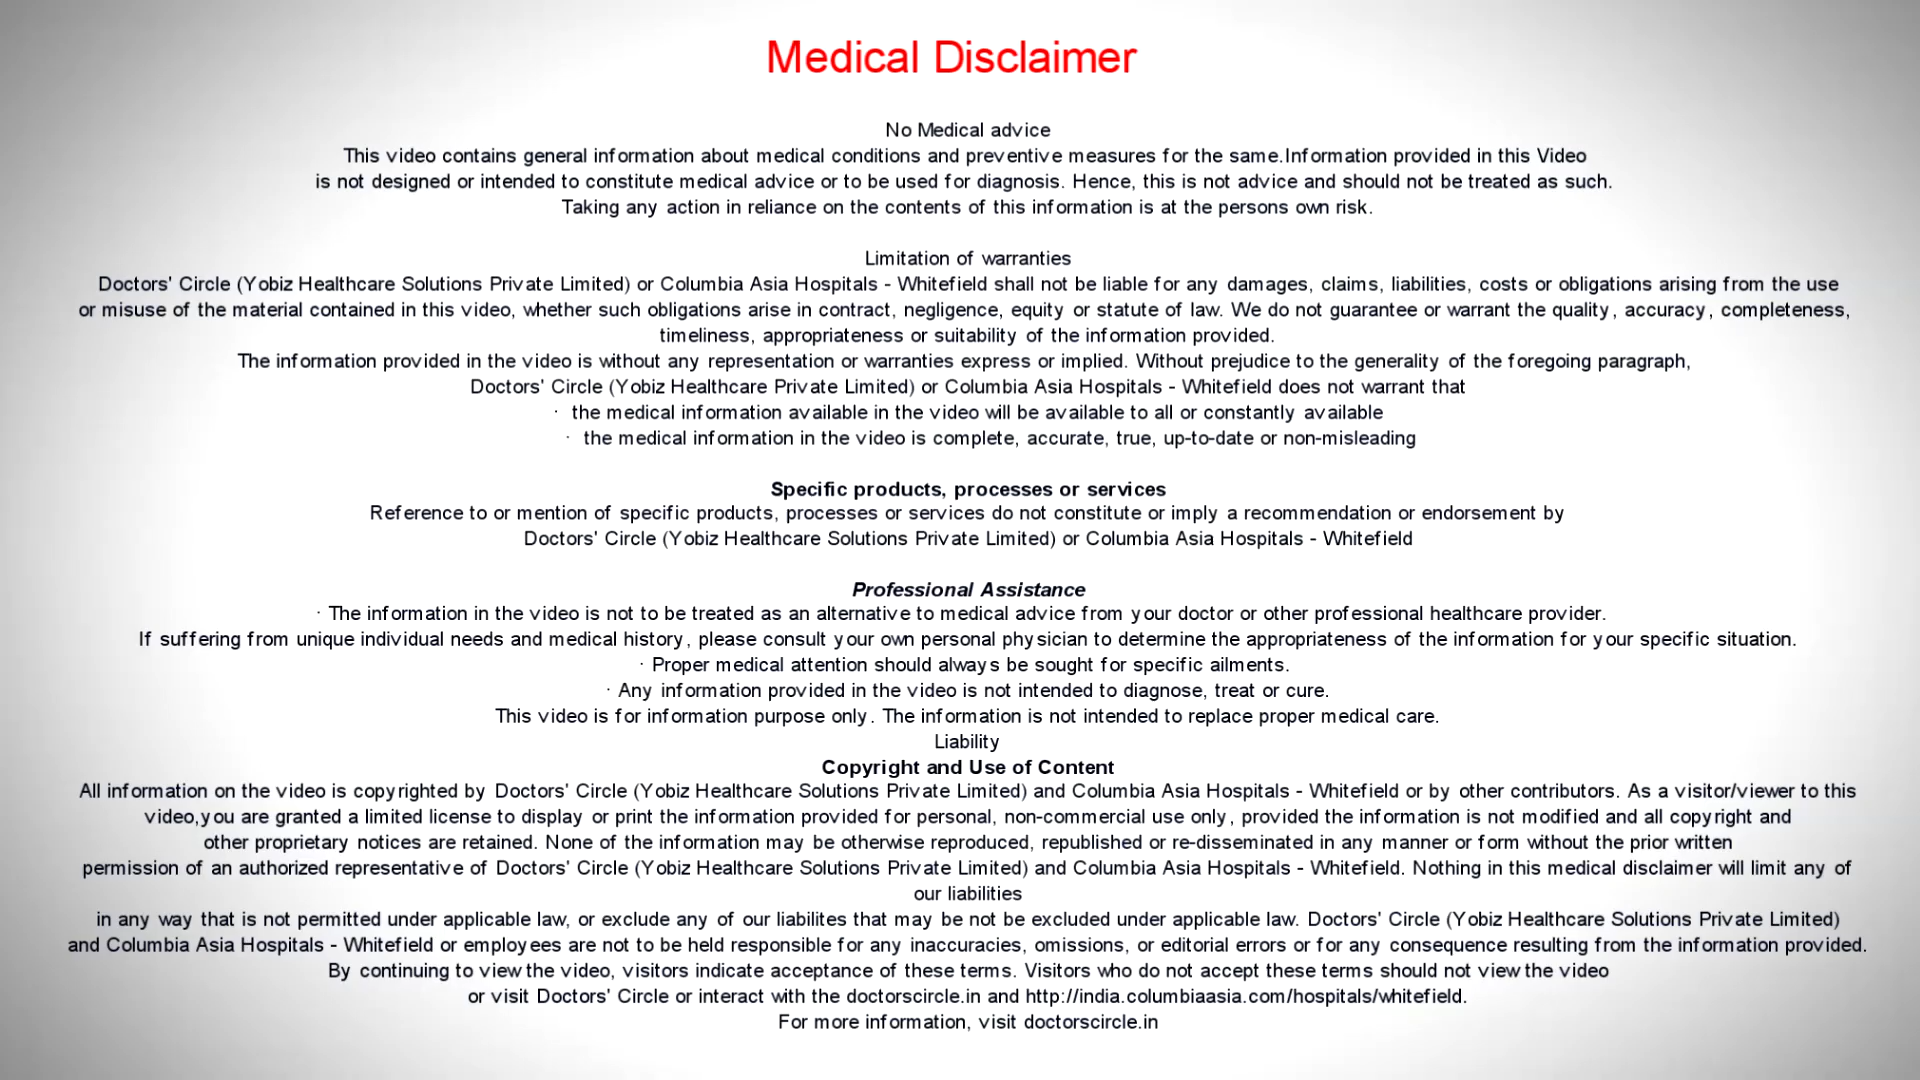 Medical Disclaimer
No Medical advice
This video contains general information about medical conditions and preventive measures for the same.Information provided in this Video
is not designed or intended to constitute medical advice or to be used for diagnosis. Hence, this is not advice and should not be treated as such.
Taking any action in reliance on the contents of this information is at the persons own risk.
Limitation of warranties
Doctors' Circle (Yobiz Healthcare Solutions Private Limited) or Columbia Asia Hospitals - Whitefield shall not be liable for any damages, claims, liabilities, costs or obligations arising from the use
or misuse of the material contained in this video, whether such obligations arise in contract, negligence, equity or statute of law. We do not guarantee or warrant the quality, accuracy, completeness,
timeliness, appropriateness or suitability of the information provided.
The information provided in the video is without any representation or warranties express or implied. Without prejudice to the generality of the foregoing paragraph,
Doctors' Circle (Yobiz Healthcare Private Limited) or Columbia Asia Hospitals - Whitefield does not warrant that
· the medical information available in the video will be available to all or constantly available
· the medical information in the video is complete, accurate, true, up-to-date or non-misleading
Specific products, processes or services
Reference to or mention of specific products, processes or services do not constitute or imply a recommendation or endorsement by
Doctors' Circle (Yobiz Healthcare Solutions Private Limited) or Columbia Asia Hospitals - Whitefield
Professional Assistance
· The information in the video is not to be treated as an alternative to medical advice from your doctor or other professional healthcare provider.
If suffering from unique individual needs and medical history, please consult your own personal physician to determine the appropriateness of the information for your specific situation.
· Proper medical attention should always be sought for specific ailments.
· Any information provided in the video is not intended to diagnose, treat or cure.
This video is for information purpose only. The information is not intended to replace proper medical care.
Liability
Copyright and Use of Content
All information on the video is copyrighted by Doctors' Circle (Yobiz Healthcare Solutions Private Limited) and Columbia Asia Hospitals - Whitefield or by other contributors. As a visitor/viewer to this
video,you are granted a limited license to display or print the information provided for personal, non-commercial use only, provided the information is not modified and all copyright and
other proprietary notices are retained. None of the information may be otherwise reproduced, republished or re-disseminated in any manner or form without the prior written
permission of an authorized representative of Doctors' Circle (Yobiz Healthcare Solutions Private Limited) and Columbia Asia Hospitals - Whitefield. Nothing in this medical disclaimer will limit any of
our liabilities
in any way that is not permitted under applicable law, or exclude any of our liabilites that may be not be excluded under applicable law. Doctors' Circle (Yobiz Healthcare Solutions Private Limited)
and Columbia Asia Hospitals - Whitefield or employees are not to be held responsible for any inaccuracies, omissions, or editorial errors or for any consequence resulting from the information provided.
By continuing to view the video, visitors indicate acceptance of these terms. Visitors who do not accept these terms should not view the video
or visit Doctors' Circle or interact with the doctorscircle.in and http://india.columbiaasia.com/hospitals/whitefield.
For more information, visit doctorscircle.in